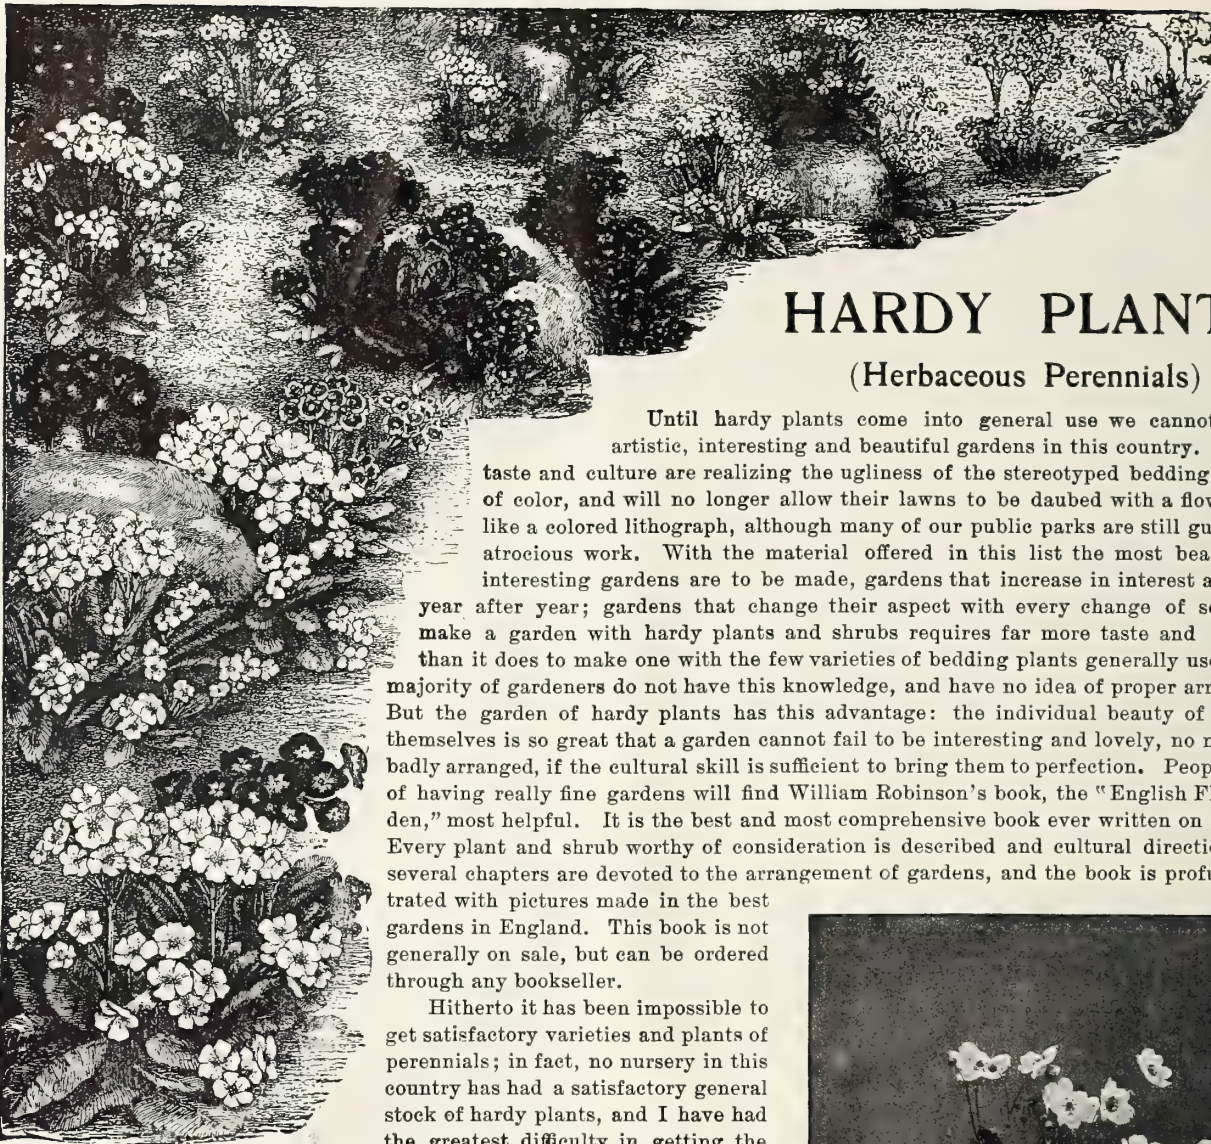 HARDY PLANT
(Herbaceous Perennials)
Until hardy plants come into general use we cannot
artistic, interesting and beautiful gardens in this country.
taste and culture are realizing the ugliness of the stereotyped bedding
of color, and will no longer allow their lawns to be daubed with a flow
like a colored lithograph, although many of our public parks are still gu
atrocious work. With the material offered in this list the most bea
interesting gardens are to be made, gardens that increase in interest a
year after year; gardens that change their aspect with every change of se
make a garden with hardy plants and shrubs requires far more taste and
than it does to make one with the few varieties of bedding plants generally use
majority of gardeners do not have this knowledge, and have no idea of proper arr
But the garden of hardy plants has this advantage: the individual beauty of
themselves is so great that a garden cannot fail to be interesting and lovely, no m
badly arranged, if the cultural skill is sufficient to bring them to perfection. Peop
of having really fine gardens will find William Robinson's book, the "English Fl
den," most helpful. It is the best and most comprehensive book ever written on
Every plant and shrub worthy of consideration is described and cultural directio
several chapters are devoted to the arrangement of gardens, and the book is profu
trated with pictures made in the best
gardens in England. This book is not
generally on sale, but can be ordered
through any bookseller.
Hitherto it has been impossible to
get satisfactory varieties and plants of
perennials; in fact, no nursery in this
country has had a satisfactory general
stock of hardy plants, and I have had
the greatest difficulty in getting the